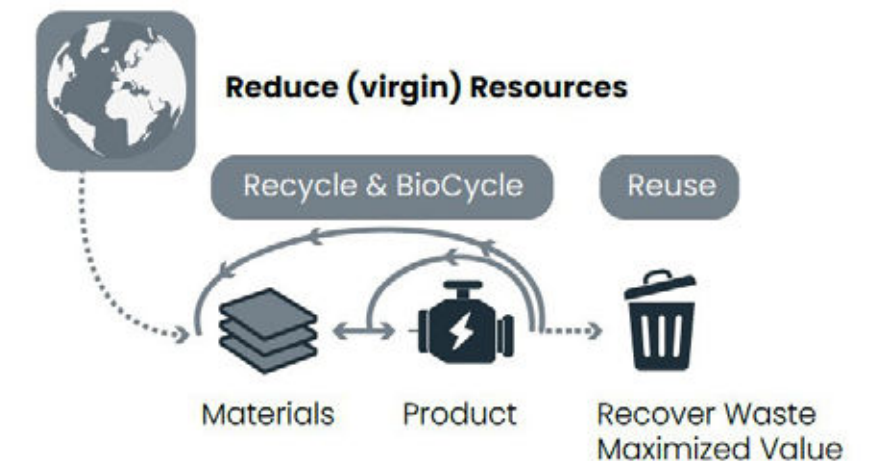 Reduce (virgin) Resources
Recycle & BioCycle
Reuse
Materials
Product
Recover Waste
Maximized Value